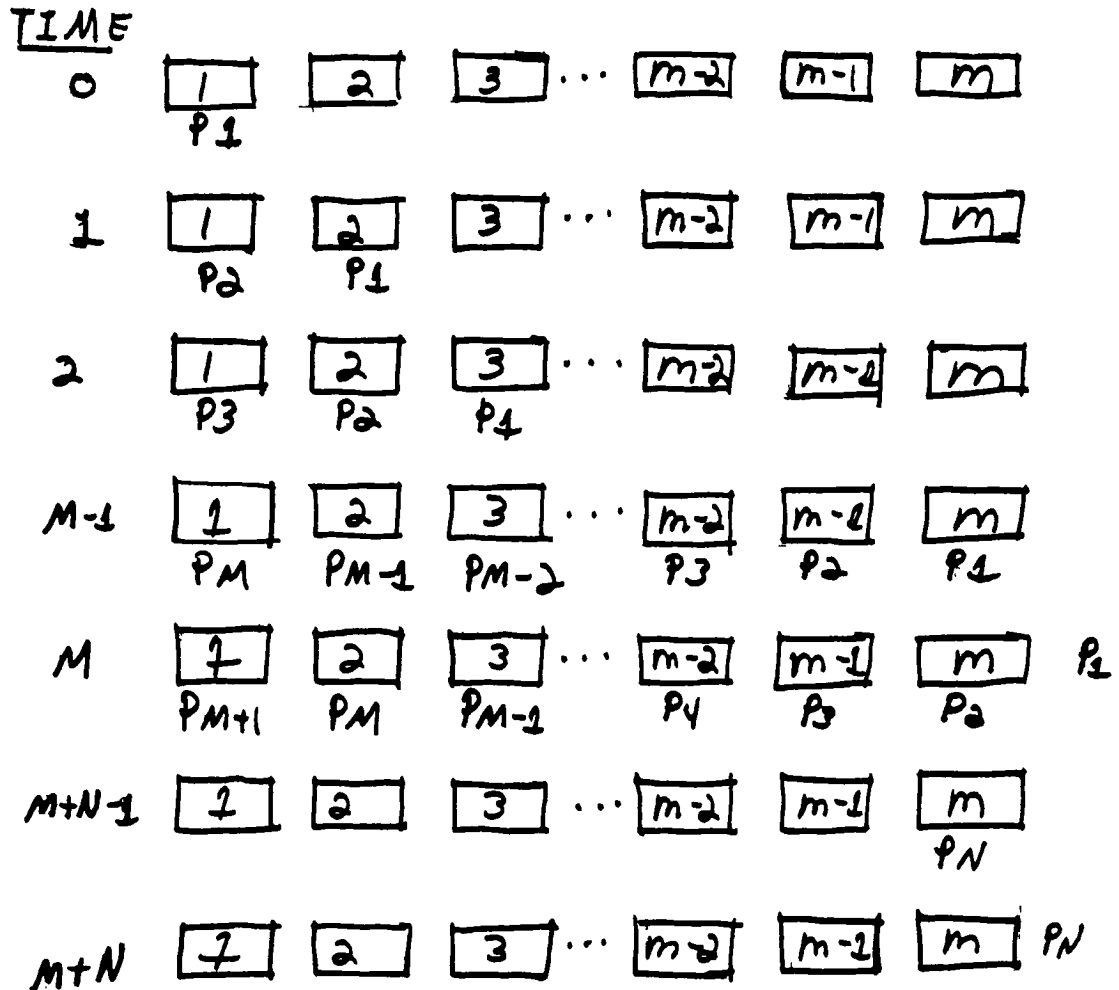 TIME
0 1 2 3 ... m-2 m-1 m
P1
1 1 2 3 ... m-2 m-1 m
P2 P1
2 1 2 3 ... m-2 m-1 m
P3 P2 P1
M-1 1 2 3 ... m-2 m-1 m
PM PM-1 PM-2 P3 P2 P1
M 1 2 3 ... m-2 m-1 m P1
PM+1 PM PM-1 P4 P3 P2
M+N-1 1 2 3 ... m-2 m-1 m
PN
M+N 1 2 3 ... m-2 m-1 m PN